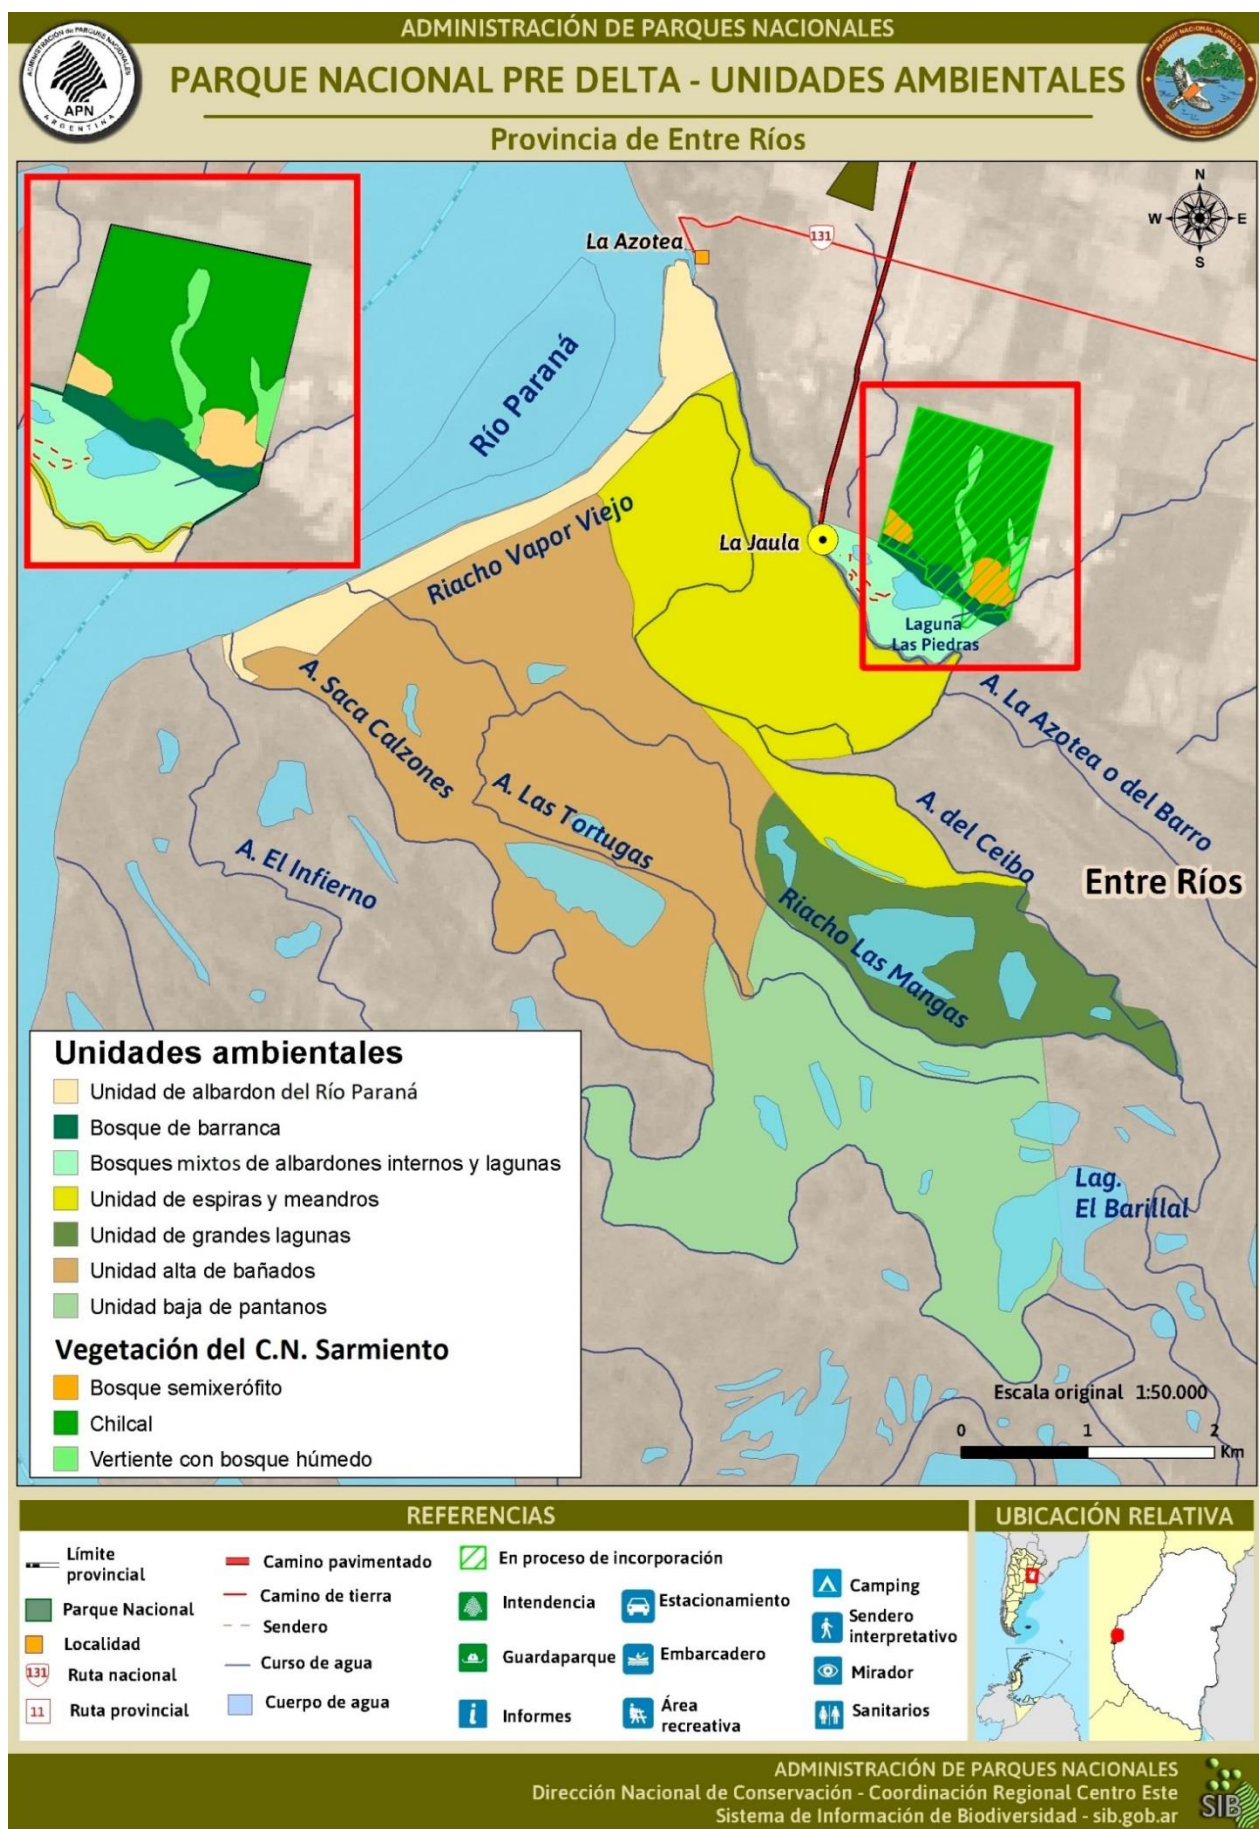 ADMINISTRACIÓN DE PARQUES NACIONALES
PARQUE NACIONAL PRE DELTA - UNIDADES AMBIENTALES
Provincia de Entre Ríos
ADMINISTRACIÓN de PARQUES NACIONALES
APN
ARGENTINA
PARQUE NACIONAL PREDELTA
N
W
E
S
La Azotea
131
Río Paraná
Riacho Vapor Viejo
La Jaula
Laguna
Las Piedras
A. Saca Calzones
A. La Azotea o del Barro
A. Las Tortugas
A. del Ceibo
A. El Infierno
Entre Ríos
Riacho Las Mangas
Lag.
El Barillal
Unidades ambientales
Unidad de albardon del Río Paraná
Bosque de barranca
Bosques mixtos de albardones internos y lagunas
Unidad de espiras y meandros
Unidad de grandes lagunas
Unidad alta de bañados
Unidad baja de pantanos
Vegetación del C.N. Sarmiento
Bosque semixerófito
Chilcal
Vertiente con bosque húmedo
Escala original 1:50.000
0 1 2
Km
REFERENCIAS
Límite
provincial
Parque Nacional
Localidad
131 Ruta nacional
11 Ruta provincial
Camino pavimentado
Camino de tierra
Sendero
Curso de agua
Cuerpo de agua
En proceso de incorporación
Intendencia
Guardaparque
i Informes
Estacionamiento
Embarcadero
Área
recreativa
Camping
Sendero
interpretativo
Mirador
Sanitarios
UBICACIÓN RELATIVA
ADMINISTRACIÓN DE PARQUES NACIONALES
Dirección Nacional de Conservación - Coordinación Regional Centro Este
Sistema de Información de Biodiversidad - sib.gob.ar
SIB